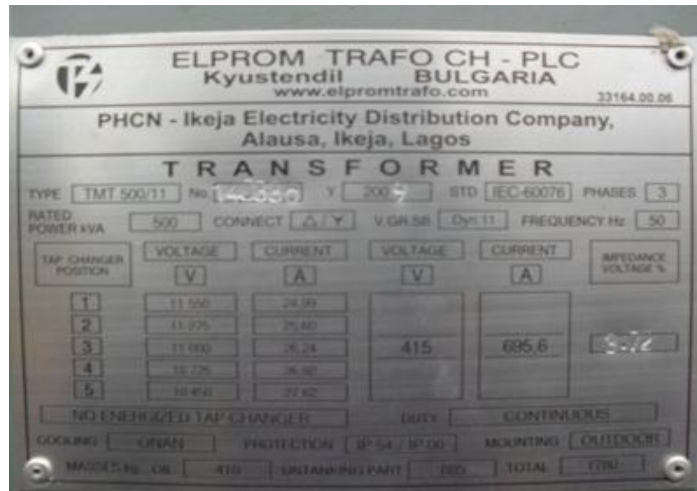 ELPROM TRAFO CH - PLC
Kyustendil BULGARIA
www.elpromtrafo.com
33164.00.06
PHCN - Ikeja Electricity Distribution Company,
Alausa, Ikeja, Lagos
TRANSFORMER
TYPE TMT 500/11 No. Y 2009 STD IEC-60076 PHASES 3
RATED POWER kVA 500 CONNECT △/Y V.GR.SB Dyn 11 FREQUENCY Hz 50
TAP CHANGER POSITION VOLTAGE CURRENT VOLTAGE CURRENT IMPEDANCE VOLTAGE %
V A V A
1 11 550 24,99
2 11 275 25,60
3 11 000 26,24 415 695,6 3.72
4 10 725 26,92
5 10 450 27,62
NO ENERGIZED TAP CHANGER DUTY CONTINUOUS
COOLING ONAN PROTECTION IP 54 / IP 00 MOUNTING OUTDOOR
MASSES kg OIL 410 UNTANKING PART TOTAL